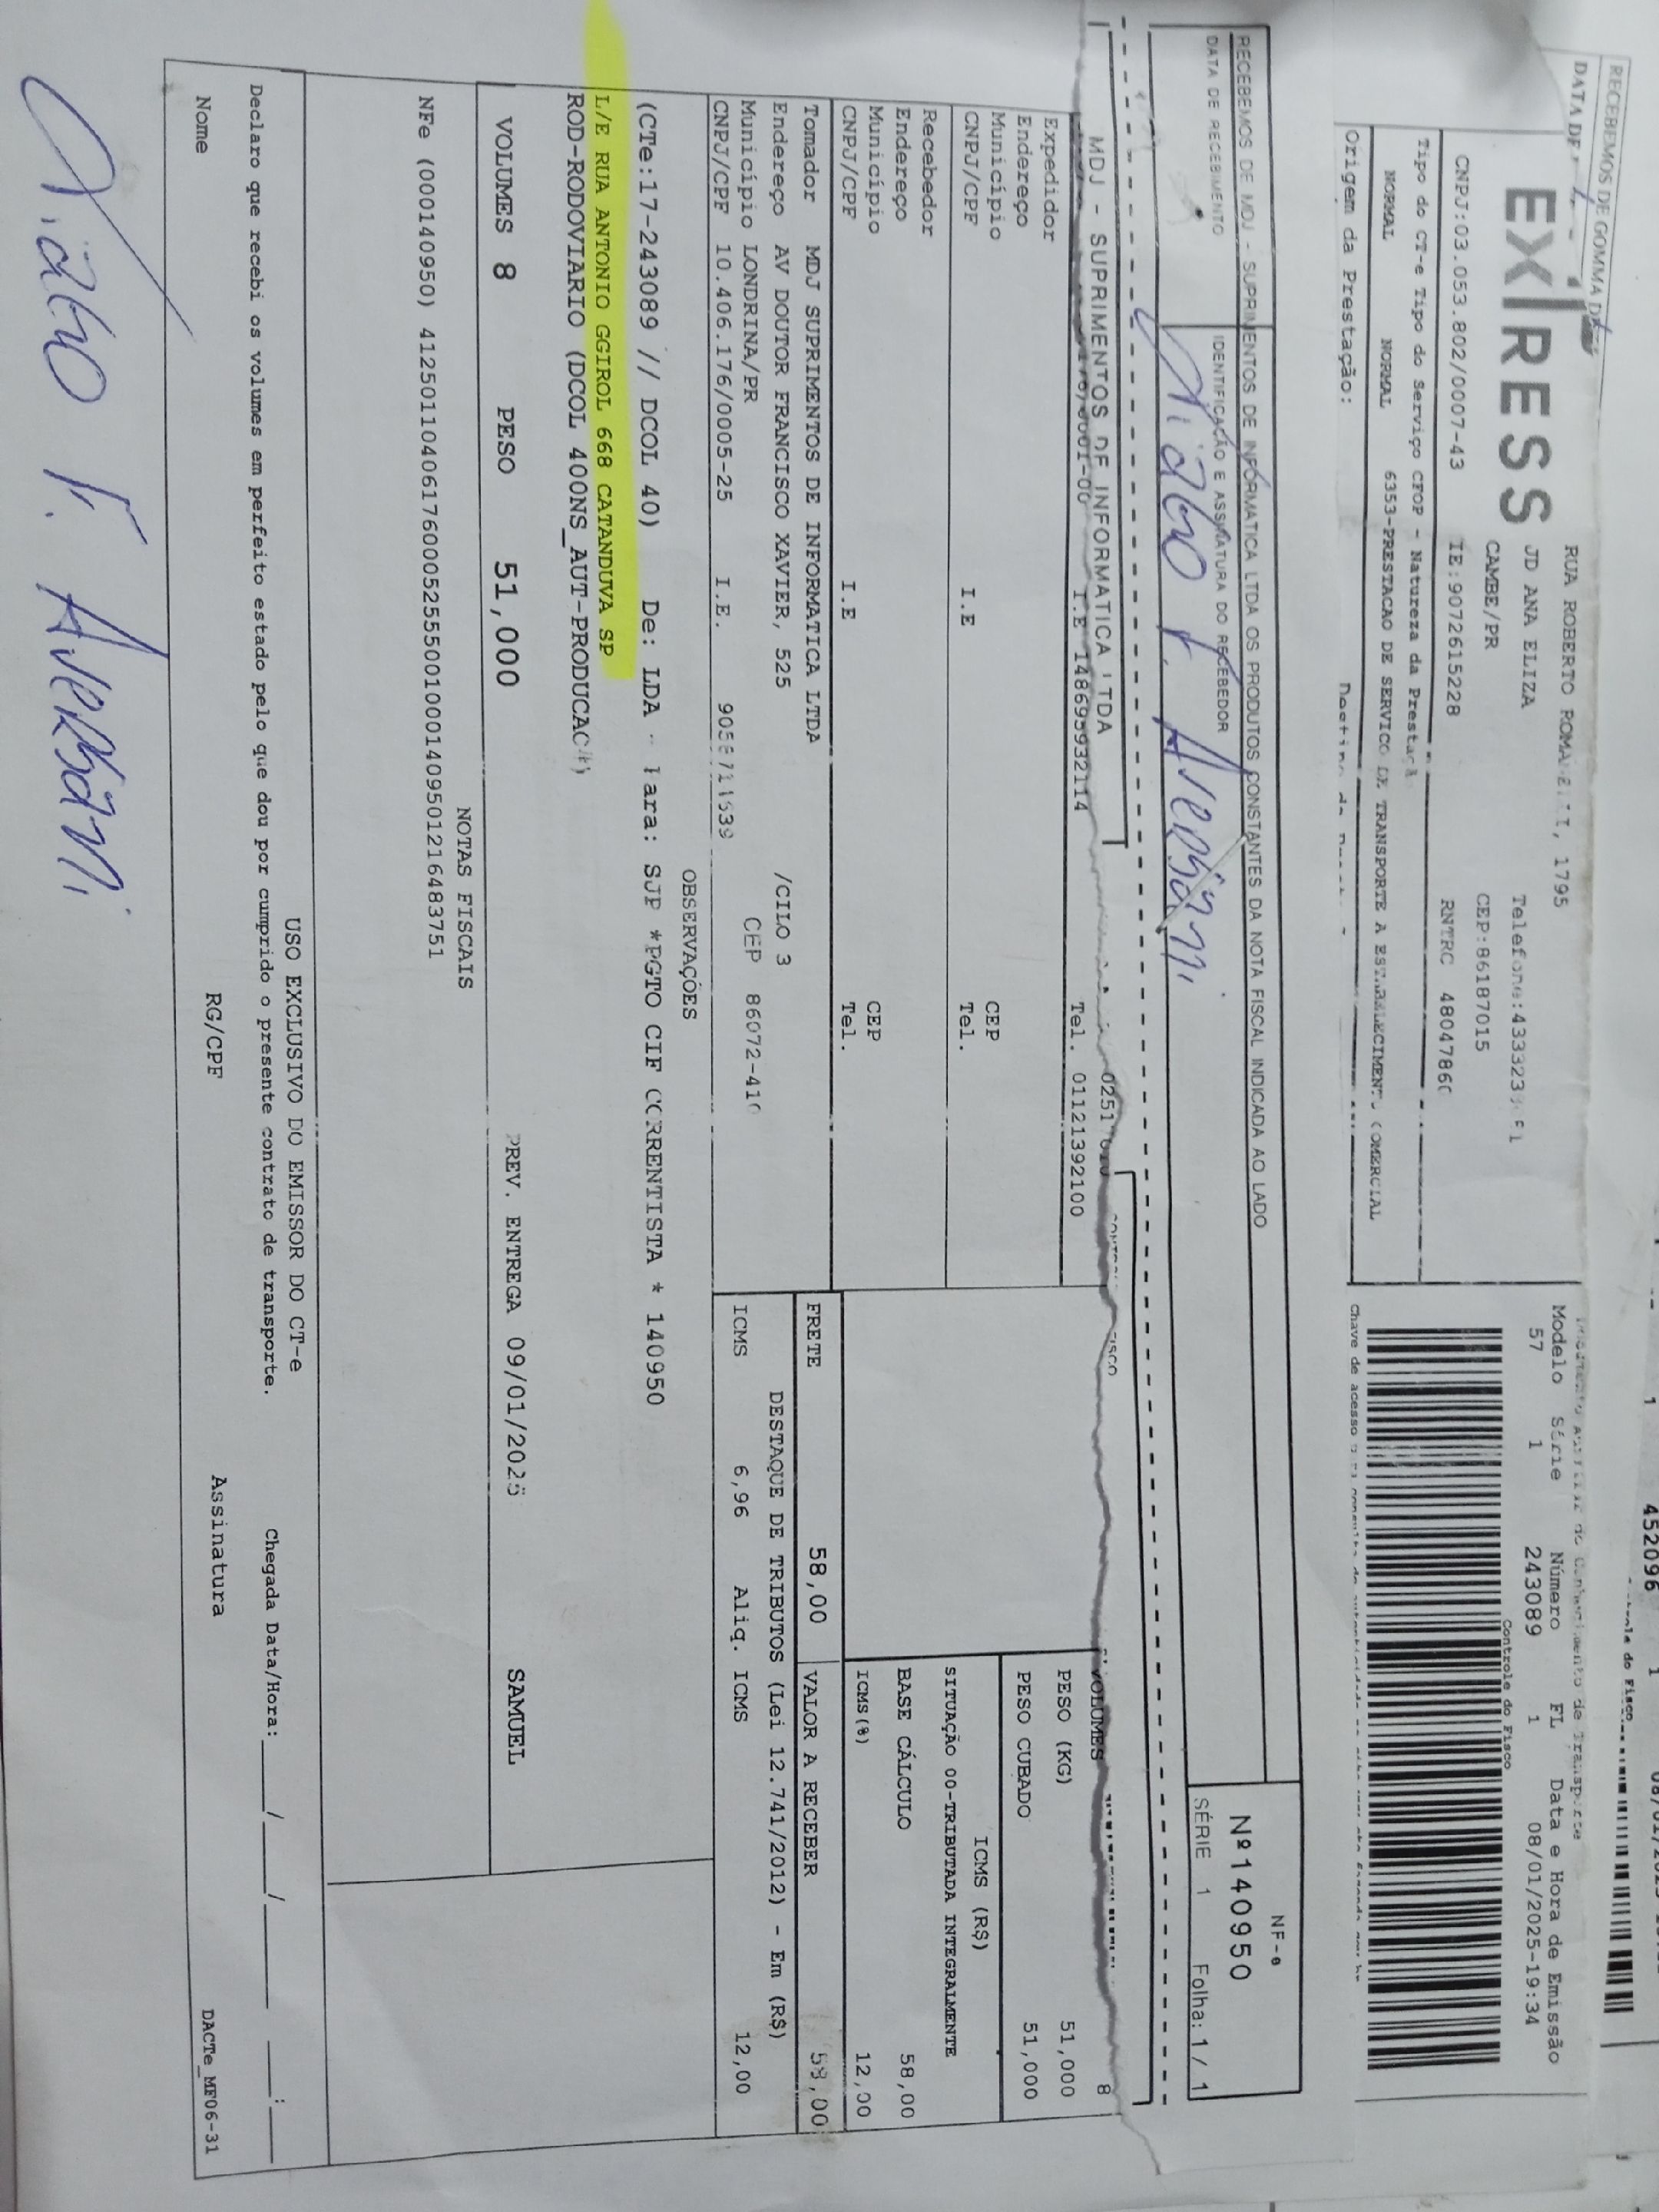 RECEBEMOS DE GOMMA
DATA DE
452096
EXPRESS
RUA ROBERTO
1795
JD ANA ELIZA
CAMBE/PR
CEP:86187015
CNPJ:03.053.802/0007-43 IE:9072615228 RNTRC
Modelo Série Número FL Data e Hora de Emissão
57 1 243089 1 08/01/2025-19:34
Controle do Fisco
Tipo do CT-e Tipo do Serviço CFOP - Natureza da
NORMAL NORMAL 6353-PRESTACAO DE SERVICO DE TRANSPORTE A ESTABELECIMENTO COMERCIAL
Origem da Prestação:
Chave de acesso
RECEBEMOS DE MDJ - SUPRIMENTOS DE INFORMATICA LTDA OS PRODUTOS CONSTANTES DA NOTA FISCAL INDICADA AO LADO
DATA DE RECEBIMENTO
IDENTIFICAÇÃO E ASSINATURA DO RECEBEDOR
NF-e
Nº140950
SÉRIE 1 Folha: 1 / 1
MDJ - SUPRIMENTOS DE INFORMATICA LTDA
I.E 148695932114 Tel. 01121392100
Expedidor
Endereço
Município CEP
CNPJ/CPF I.E Tel.
Recebedor
Endereço
Município CEP
CNPJ/CPF I.E Tel.
VOLUMES 8
PESO (KG) 51,000
PESO CUBADO 51,000
ICMS (R$)
SITUAÇÃO 00-TRIBUTADA INTEGRALMENTE
BASE CÁLCULO 58,00
ICMS(%) 12,00
Tomador MDJ SUPRIMENTOS DE INFORMATICA LTDA
Endereço AV DOUTOR FRANCISCO XAVIER, 525 /CILO 3
Município LONDRINA/PR CEP 86072-410
CNPJ/CPF 10.406.176/0005-25 I.E.
FRETE 58,00 VALOR A RECEBER 58,00
DESTAQUE DE TRIBUTOS (Lei 12.741/2012) - Em (R$)
ICMS 6,96 Aliq. ICMS 12,00
OBSERVAÇÕES
(CTe:17-243089 // DCOL 40) De: LDA - Para: SJP *PGTO CIF CORRENTISTA * 140950
L/E RUA ANTONIO GGIROL 668 CATANDUVA SP
ROD-RODOVIARIO (DCOL 400NS_AUT-PRODUCAO
VOLUMES 8 PESO 51,000 PREV. ENTREGA 09/01/2025 SAMUEL
NOTAS FISCAIS
NFe (000140950) 41250110406176000525550010001409501216483751
USO EXCLUSIVO DO EMISSOR DO CT-e
Declaro que recebi os volumes em perfeito estado pelo que dou por cumprido o presente contrato de transporte. Chegada Data/Hora: ____/____/________ ____:____
Nome RG/CPF Assinatura
DACTe_MF06-31